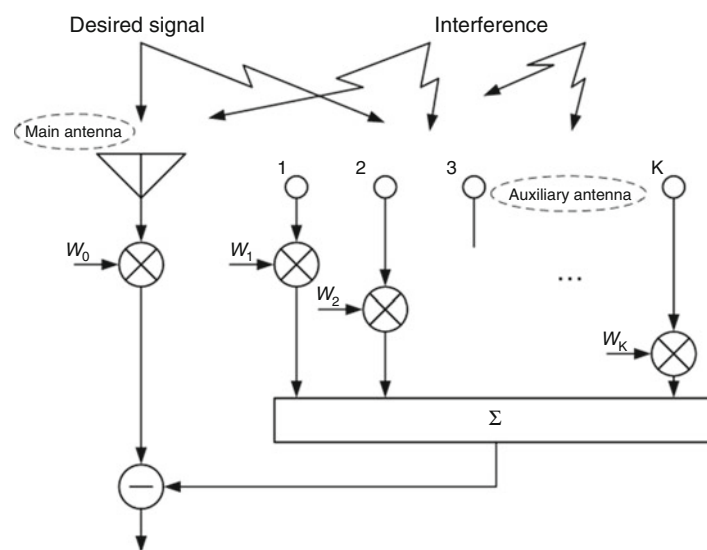 Desired signal
Interference
Main antenna
1
2
3
Auxiliary antenna
K
W0
W1
W2
...
WK
Σ